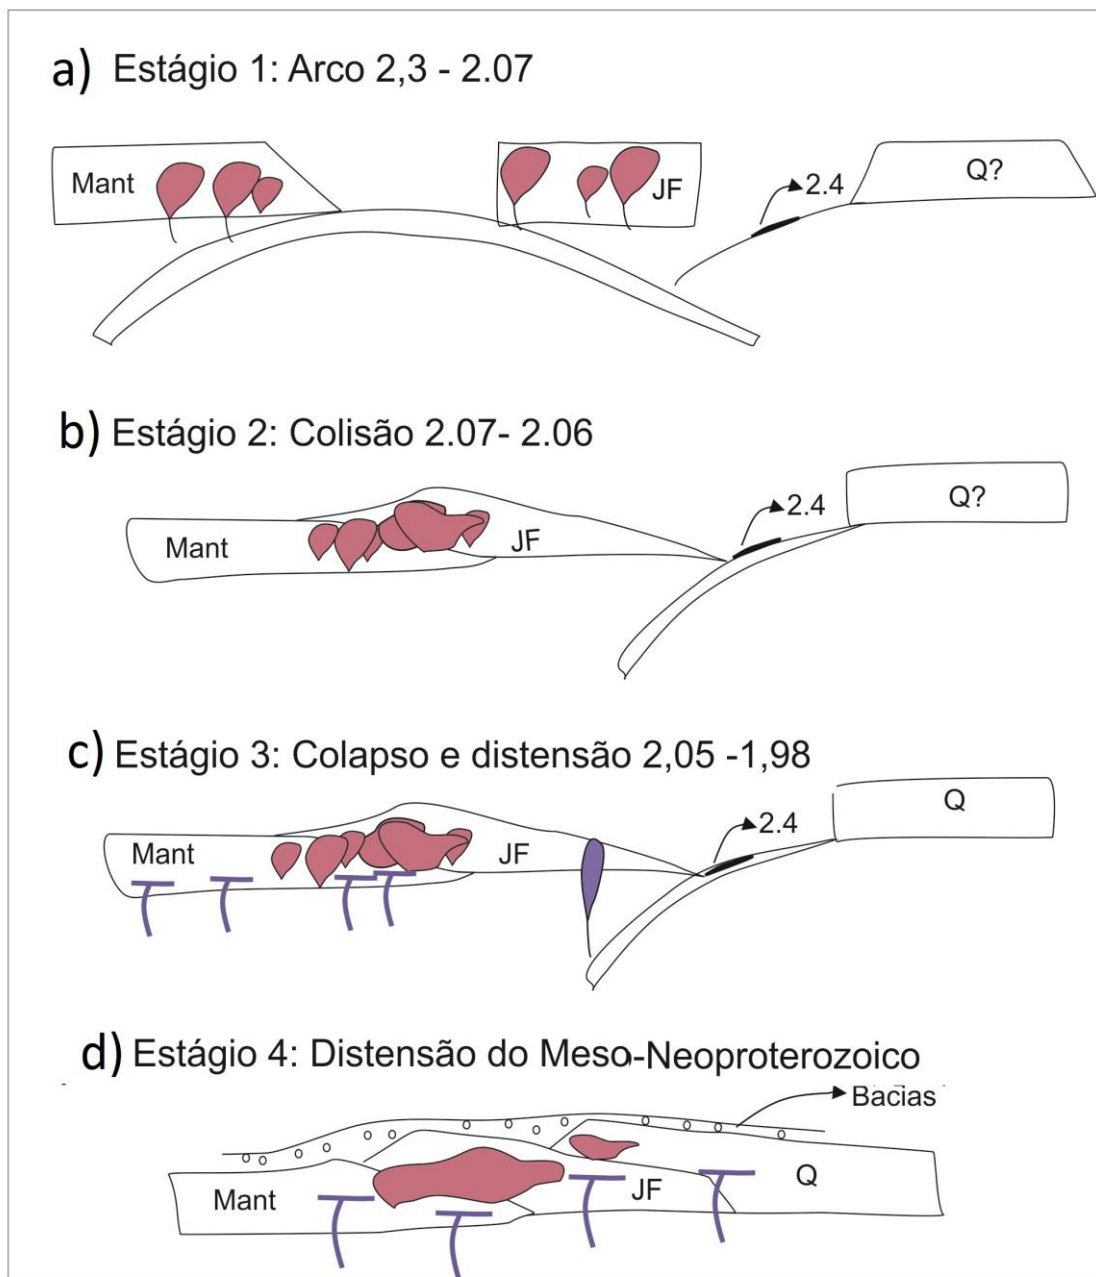 a) Estágio 1: Arco 2,3 - 2.07
Mant
JF
2.4
Q?
b) Estágio 2: Colisão 2.07- 2.06
Mant
JF
2.4
Q?
c) Estágio 3: Colapso e distensão 2,05 -1,98
Mant
JF
2.4
Q
d) Estágio 4: Distensão do Meso-Neoproterozoico
Bacias
Mant
JF
Q